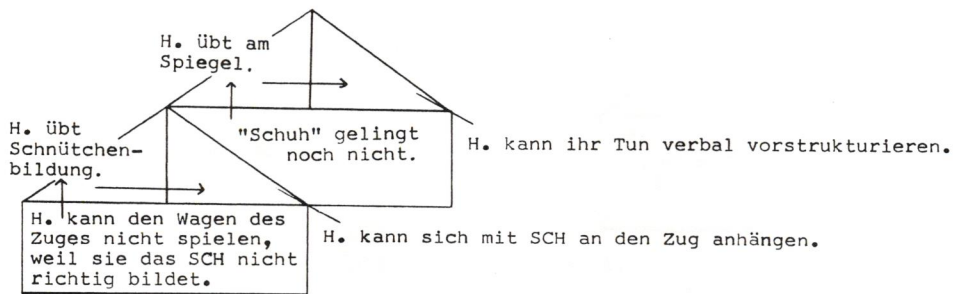 H. übt am
Spiegel.
H. übt
Schnütchen-
bildung.
"Schuh" gelingt
noch nicht.
H. kann ihr Tun verbal vorstrukturieren.
H. kann den Wagen des
Zuges nicht spielen,
weil sie das SCH nicht
richtig bildet.
H. kann sich mit SCH an den Zug anhängen.